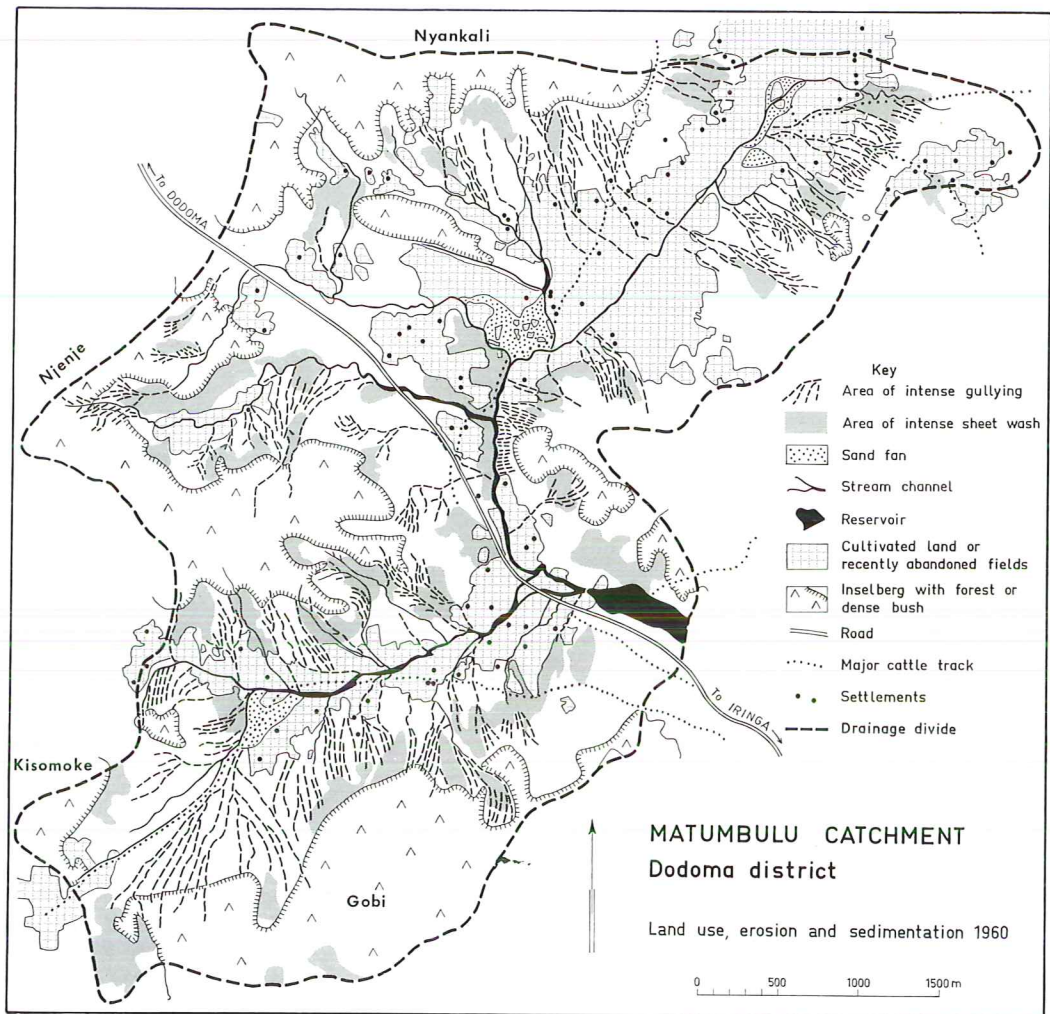 Nyankali
← To DODOMA
Njenje
Key
Area of intense gullying
Area of intense sheet wash
Sand fan
Stream channel
Reservoir
Cultivated land or
recently abandoned fields
Inselberg with forest or
dense bush
Road
Major cattle track
To IRINGA →
Settlements
Drainage divide
Kisomoke
Gobi
MATUMBULU CATCHMENT
Dodoma district
Land use, erosion and sedimentation 1960
0 500 1000 1500 m